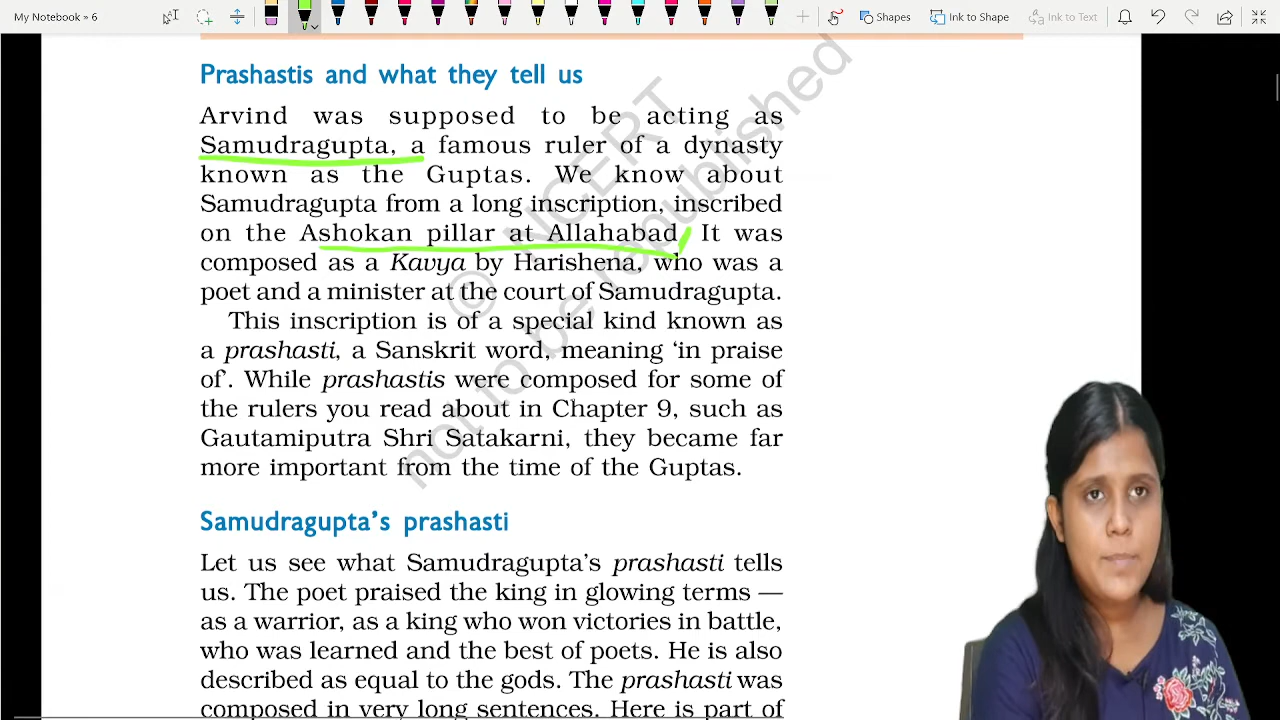 My Notebook » 6
Shapes
Ink to Shape
Ink to Text
Prashastis and what they tell us
Arvind was supposed to be acting as
Samudragupta, a famous ruler of a dynasty
known as the Guptas. We know about
Samudragupta from a long inscription, inscribed
on the Ashokan pillar at Allahabad. It was
composed as a Kavya by Harishena, who was a
poet and a minister at the court of Samudragupta.
This inscription is of a special kind known as
a prashasti, a Sanskrit word, meaning ‘in praise
of’. While prashastis were composed for some of
the rulers you read about in Chapter 9, such as
Gautamiputra Shri Satakarni, they became far
more important from the time of the Guptas.
Samudragupta’s prashasti
Let us see what Samudragupta’s prashasti tells
us. The poet praised the king in glowing terms —
as a warrior, as a king who won victories in battle,
who was learned and the best of poets. He is also
described as equal to the gods. The prashasti was
composed in very long sentences. Here is part of
© NCERT
not to be republished